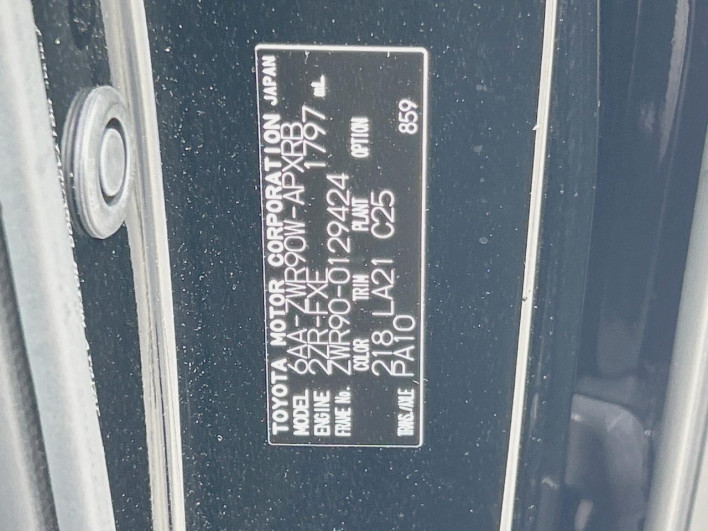 TOYOTA MOTOR CORPORATION JAPAN
MODEL 6AA-ZWR90W-APXRB
ENGINE 2ZR-FXE 1797 mL
FRAME No. ZWR90-0129424
COLOR TRIM PLANT OPTION
218 LA21 C25
TRNS./AXLE PA10 859